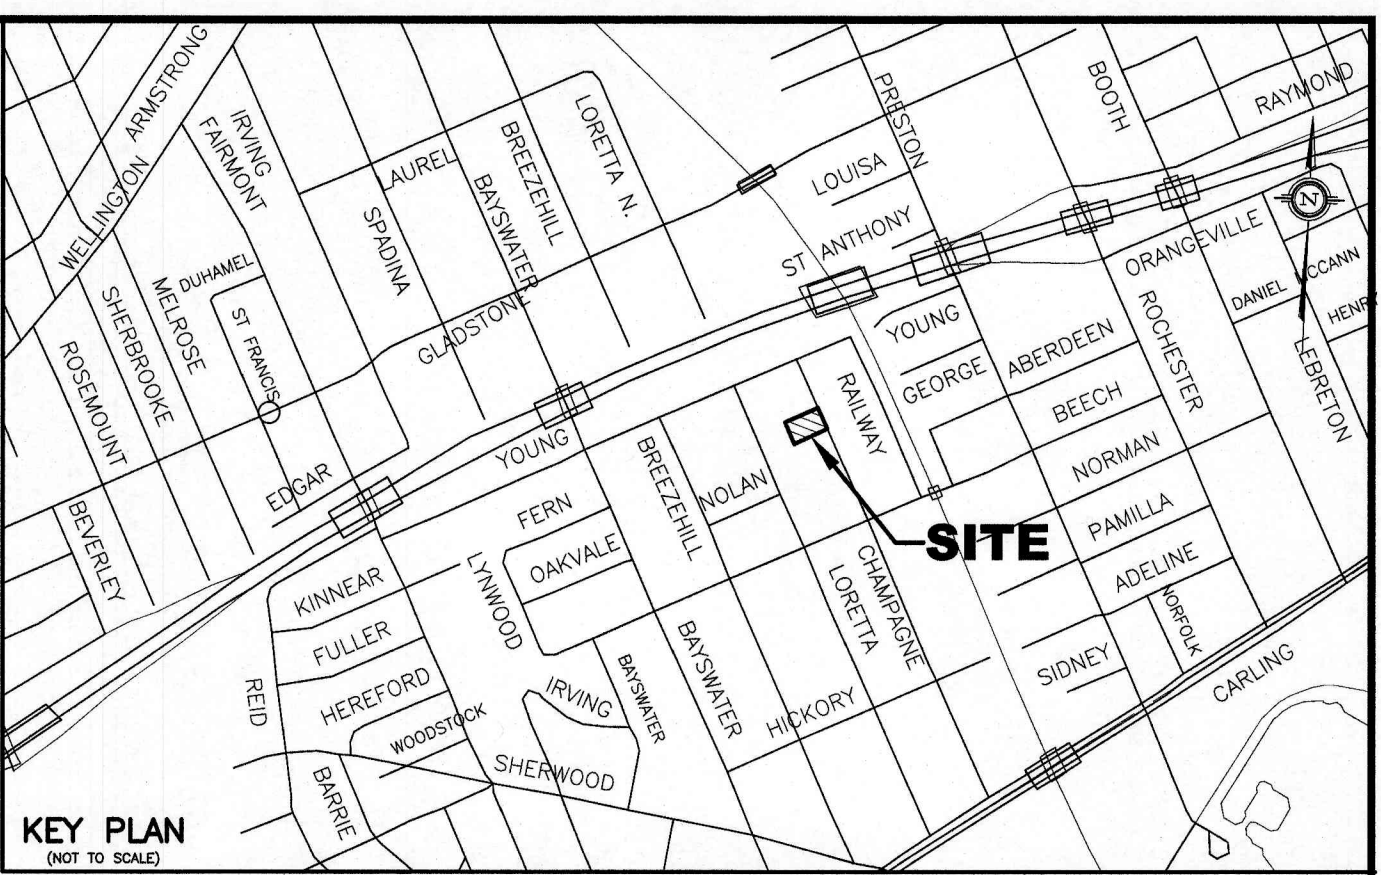 ARMSTRONG
WELLINGTON
IRVING
FAIRMONT
LAUREL
SPADINA
BAYSWATER
BREEZEHILL
LORETTA N.
PRESTON
BOOTH
RAYMOND
LOUISA
ST ANTHONY
ORANGEVILLE
N
DANIEL MCCANN
HENR
LEBRETON
DUHAMEL
MELROSE
SHERBROOKE
ROSEMOUNT
ST FRANCIS
GLADSTONE
YOUNG
GEORGE
ABERDEEN
ROCHESTER
BEECH
NORMAN
PAMILLA
ADELINE
NORFOLK
RAILWAY
BREEZEHILL
NOLAN
YOUNG
EDGAR
BEVERLEY
FERN
OAKVALE
LYNWOOD
SITE
CHAMPAGNE
LORETTA
KINNEAR
FULLER
HEREFORD
WOODSTOCK
REID
BARRIE
IRVING
BAYSWATER
BAYSWATER
SHERWOOD
HICKORY
SIDNEY
CARLING
KEY PLAN
(NOT TO SCALE)